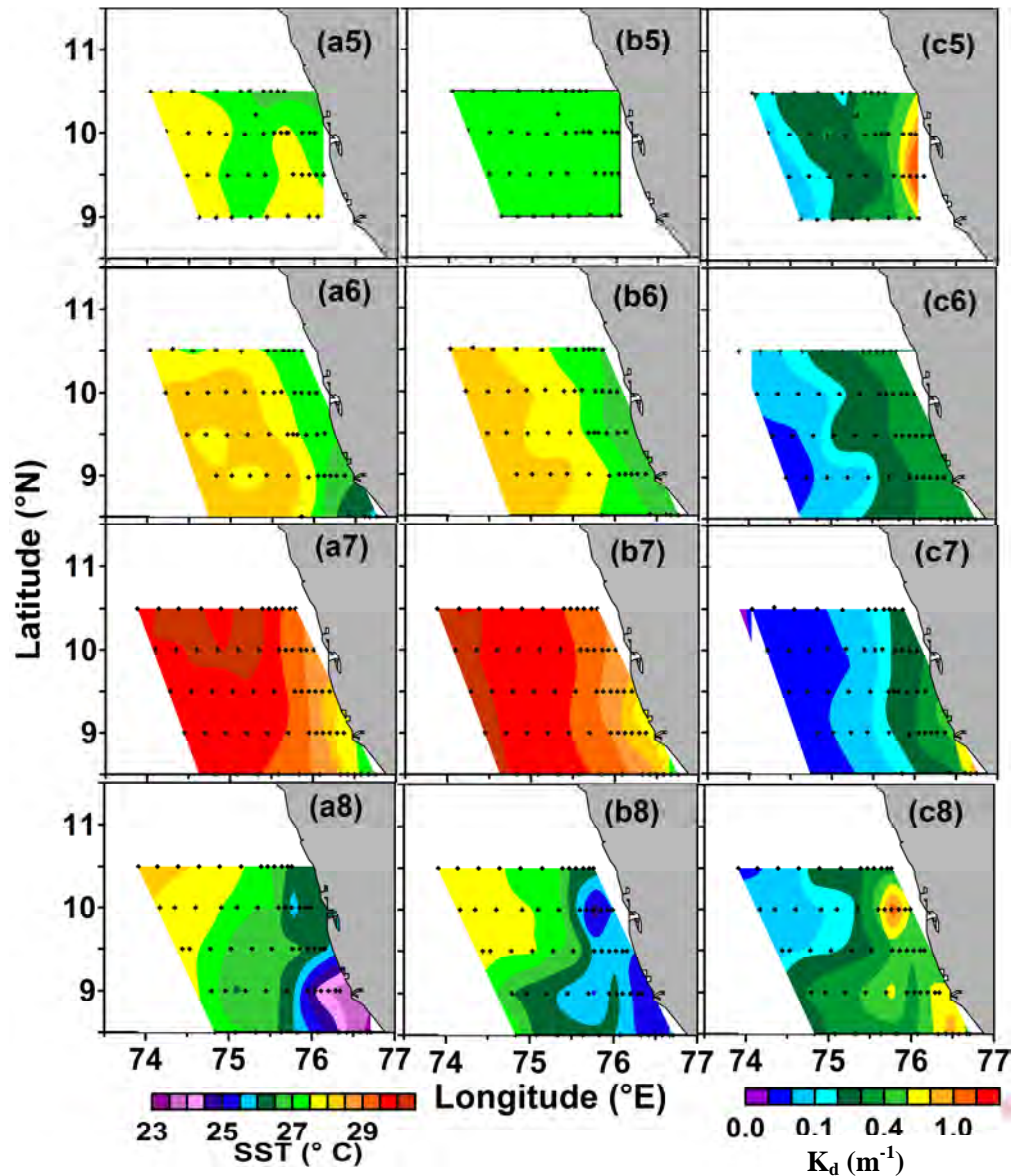 11
10
9
(a5)
(b5)
(c5)
11
10
9
(a6)
(b6)
(c6)
Latitude (°N)
11
10
9
(a7)
(b7)
(c7)
11
10
9
(a8)
(b8)
(c8)
74 75 76 77
74 75 76 77
74 75 76 77
Longitude (°E)
23 25 27 29
SST (° C)
0.0 0.1 0.4 1.0
Kd (m-1)